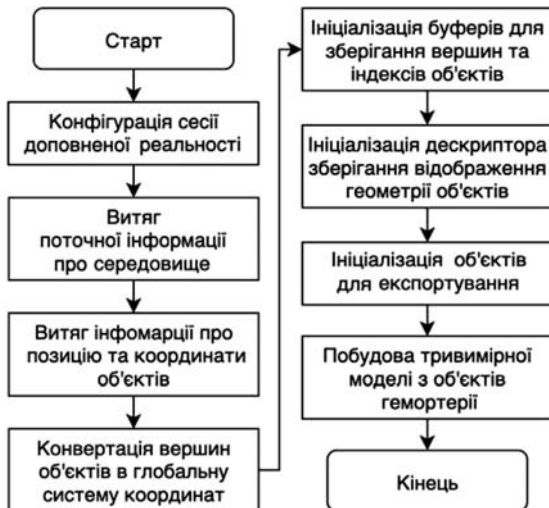 Старт
Конфігурація сесії
доповненої реальності
Витяг
поточної інформації
про середовище
Витяг інфомарції про
позицію та координати
об'єктів
Конвертація вершин
об'єктів в глобальну
систему координат
Ініціалізація буферів для
зберігання вершин та
індексів об'єктів
Ініціалізація дескриптора
зберігання відображення
геометрії об'єктів
Ініціалізація об'єктів
для експортування
Побудова тривимірної
моделі з об'єктів
гемортерії
Кінець